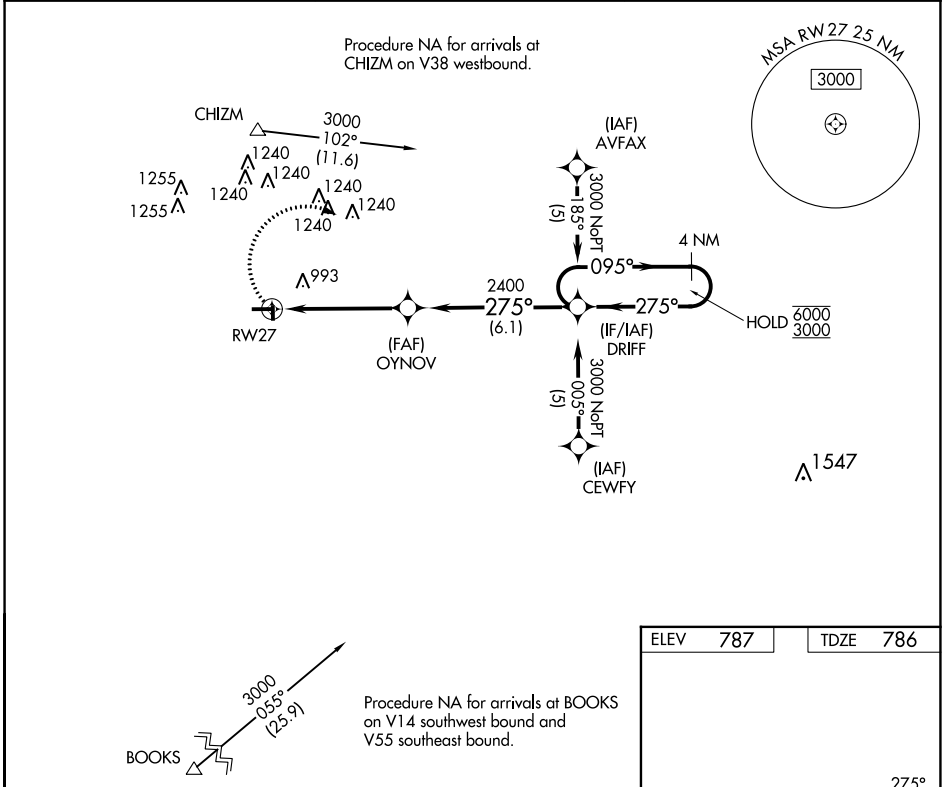 Procedure NA for arrivals at
CHIZM on V38 westbound.
MSA RW27 25 NM
3000
CHIZM
3000
102°
(11.6)
(IAF)
AVFAX
1240
1240
1240
1240
1240
1240
1255
1255
3000 NoPT
185°
(5)
4 NM
095°
993
2400
275°
(6.1)
275°
HOLD
6000
3000
RW27
(FAF)
OYNOV
(IF/IAF)
DRIFF
3000 NoPT
005°
(5)
(IAF)
CEWFY
1547
ELEV 787
TDZE 786
3000
055°
(25.9)
BOOKS
Procedure NA for arrivals at BOOKS
on V14 southwest bound and
V55 southeast bound.
275°